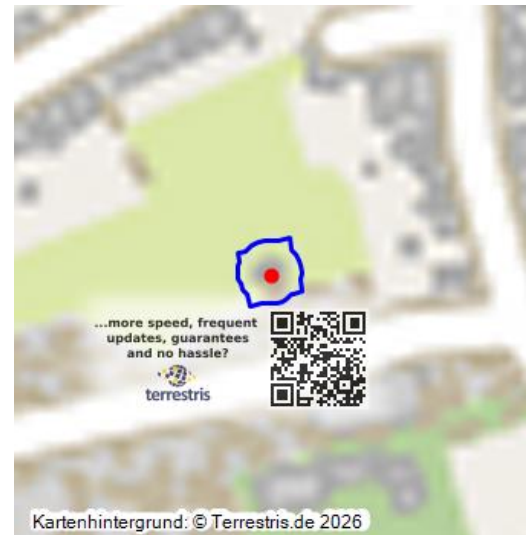 ...more speed, frequent
updates, guarantees
and no hassle?
terrestris
Kartenhintergrund: © Terrestris.de 2026